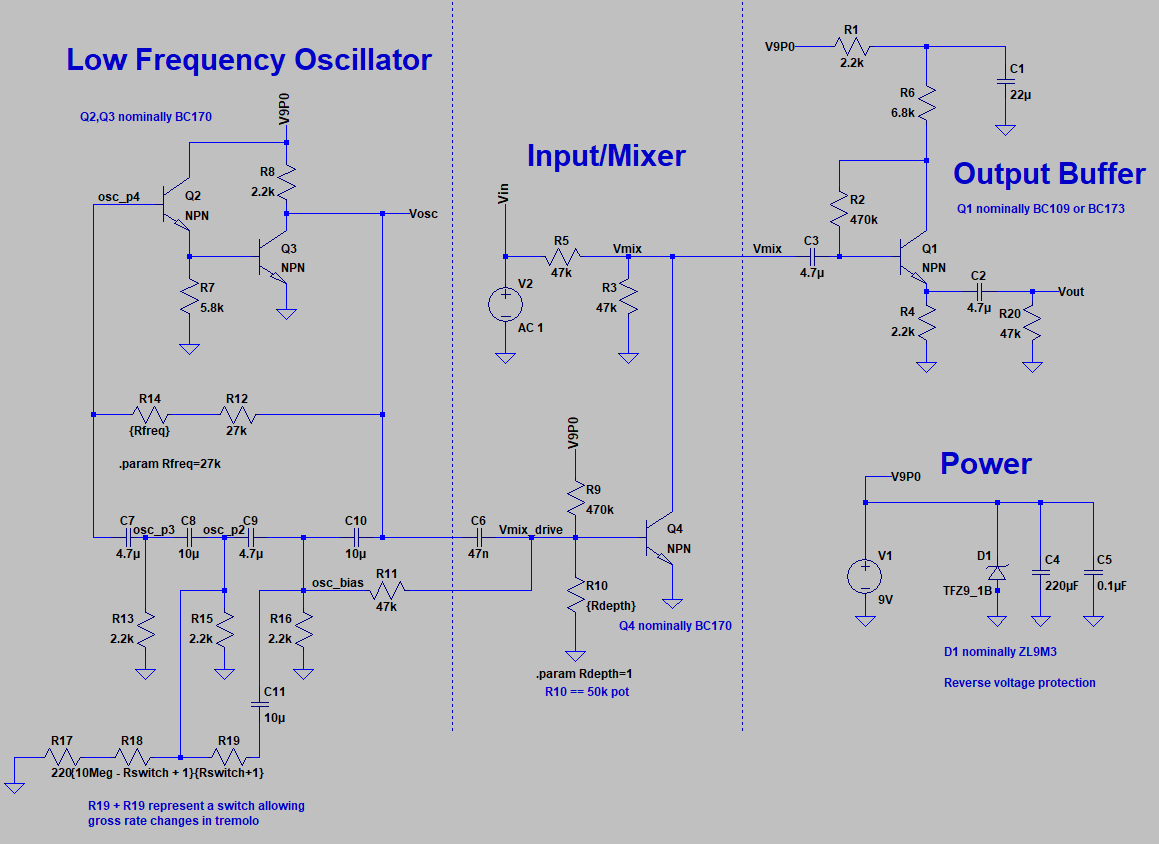 Low Frequency Oscillator
Q2,Q3 nominally BC170
V9P0
R8
2.2k
osc_p4
Q2
NPN
Vosc
Q3
NPN
R7
5.8k
R14
{Rfreq}
R12
27k
.param Rfreq=27k
C7
4.7µ
osc_p3
C8
10µ
osc_p2
C9
4.7µ
C10
10µ
osc_bias
R11
47k
R13
2.2k
R15
2.2k
R16
2.2k
C11
10µ
R17
220
R18
{10Meg - Rswitch + 1}
R19
{Rswitch+1}
R19 + R19 represent a switch allowing
gross rate changes in tremolo
Input/Mixer
Vin
R5
47k
Vmix
V2
AC 1
R3
47k
V9P0
R9
470k
C6
47n
Vmix_drive
Q4
NPN
R10
{Rdepth}
Q4 nominally BC170
.param Rdepth=1
R10 == 50k pot
V9P0
R1
2.2k
C1
22µ
R6
6.8k
Output Buffer
Q1 nominally BC109 or BC173
R2
470k
Vmix
C3
4.7µ
Q1
NPN
C2
4.7µ
Vout
R4
2.2k
R20
47k
Power
V9P0
V1
9V
D1
TFZ9_1B
C4
220µF
C5
0.1µF
D1 nominally ZL9M3
Reverse voltage protection